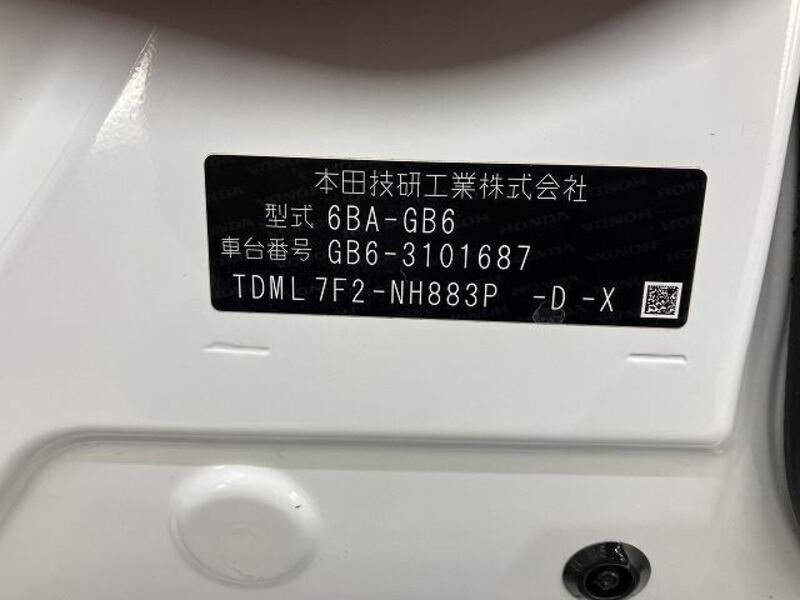 本田技研工業株式会社
型式 6BA-GB6
車台番号 GB6-3101687
TDML7F2-NH883P -D -X